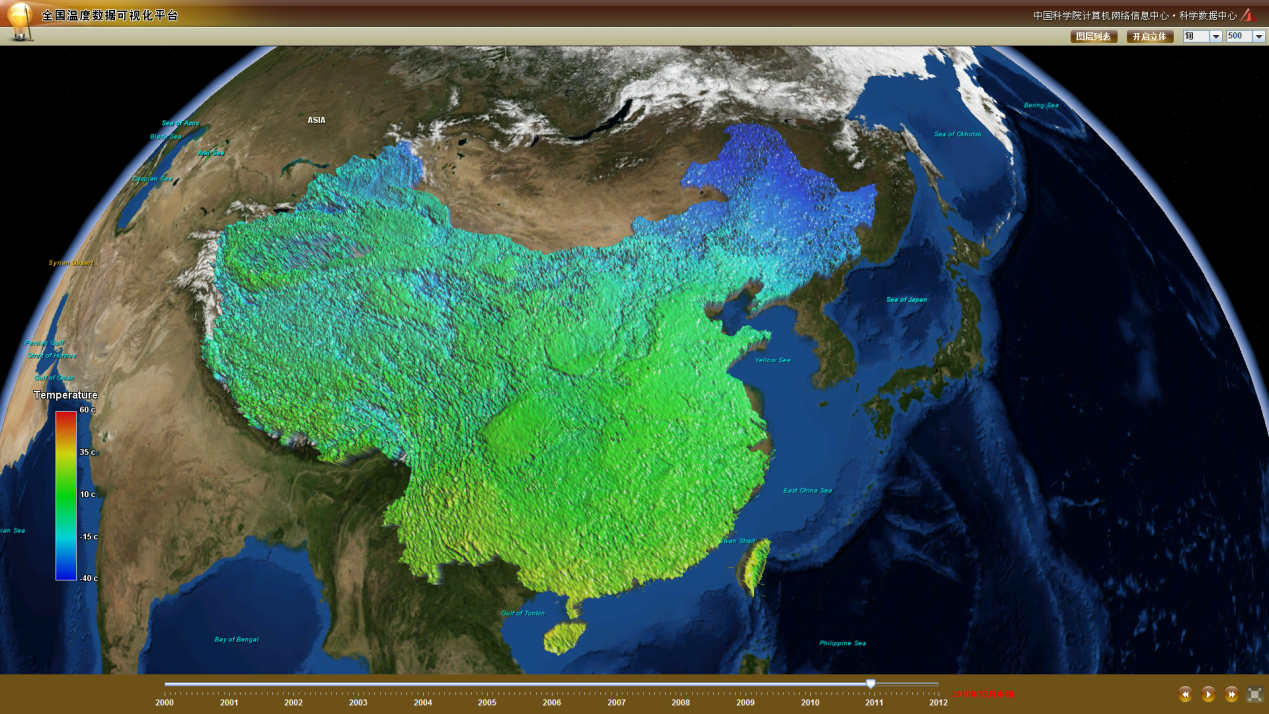 全国温度数据可视化平台
中国科学院计算机网络信息中心・科学数据中心
图层列表 开启立体 旬 500
Bering Sea
ASIA
Sea of Azov
Sea of Okhotsk
Black Sea
Aral Sea
Caspian Sea
Syrian Desert
Sea of Japan
Persian Gulf
Strait of Hormuz
Yellow Sea
Gulf of Oman
Temperature
60 c
35 c
10 c
-15 c
-40 c
East China Sea
ian Sea
iwan Strait
Gulf of Tonkin
Bay of Bengal
Philippine Sea
2000 2001 2002 2003 2004 2005 2006 2007 2008 2009 2010 2011 2012